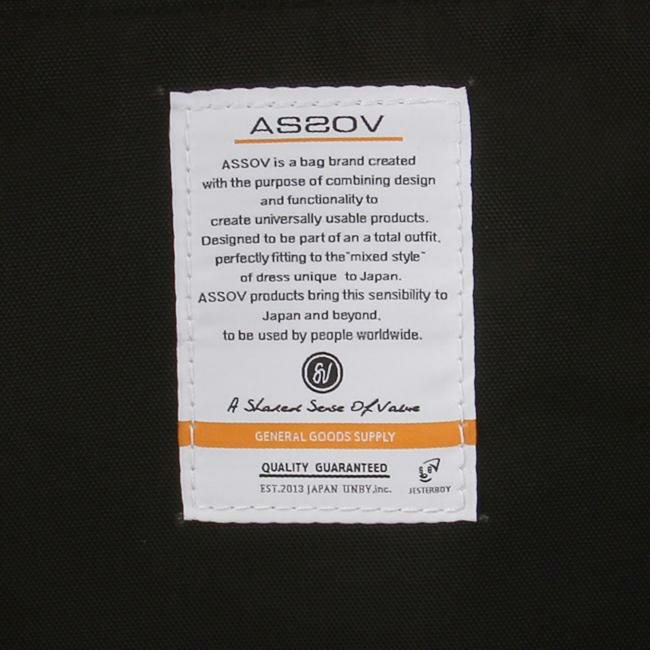 ASSOV
ASSOV is a bag brand created
with the purpose of combining design
and functionality to
create universally usable products.
Designed to be part of an a total outfit,
perfectly fitting to the"mixed style"
of dress unique to Japan.
ASSOV products bring this sensibility to
Japan and beyond,
to be used by people worldwide.
SV
A Shared Sense Of Value
GENERAL GOODS SUPPLY
QUALITY GUARANTEED
EST.2013 JAPAN UNBY,inc.
JESTERBOY